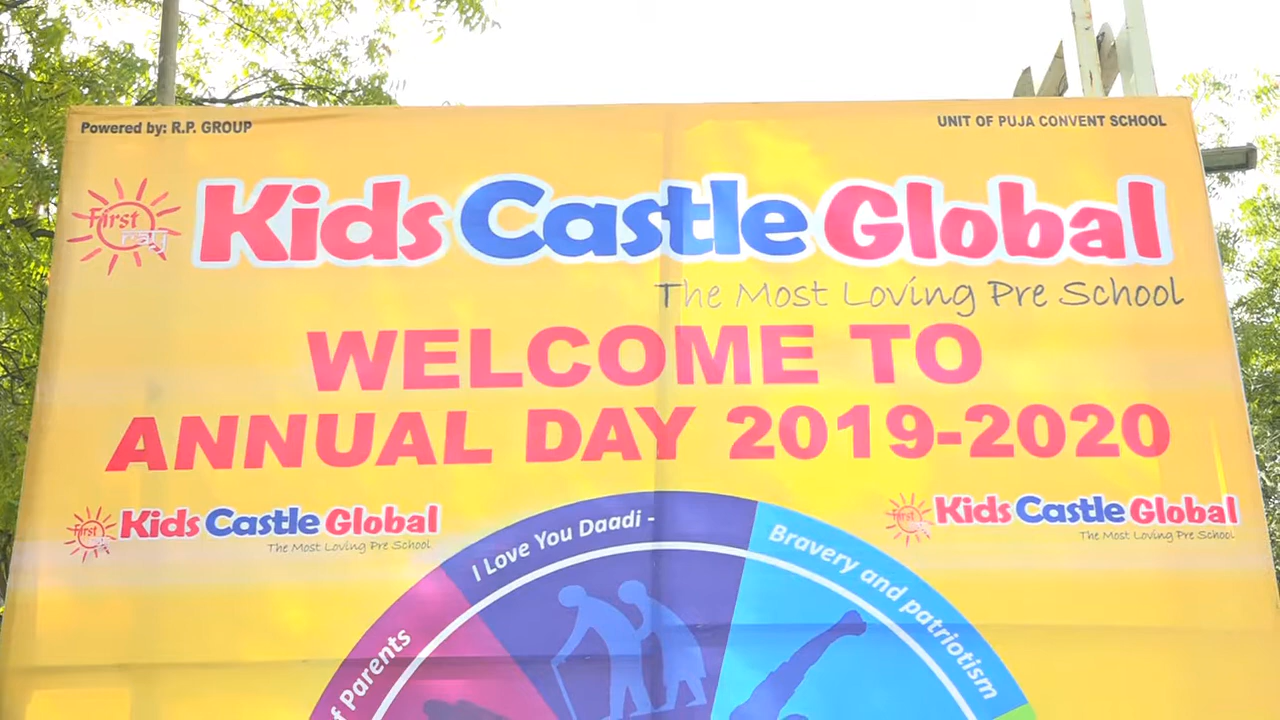 Powered by: R.P. GROUP
UNIT OF PUJA CONVENT SCHOOL
First ray
Kids Castle Global
The Most Loving Pre School
WELCOME TO
ANNUAL DAY 2019-2020
First
Kids Castle Global
The Most Loving Pre School
First
Kids Castle Global
The Most Loving Pre School
I Love You Daadi -
Bravery and patriotism
Parents